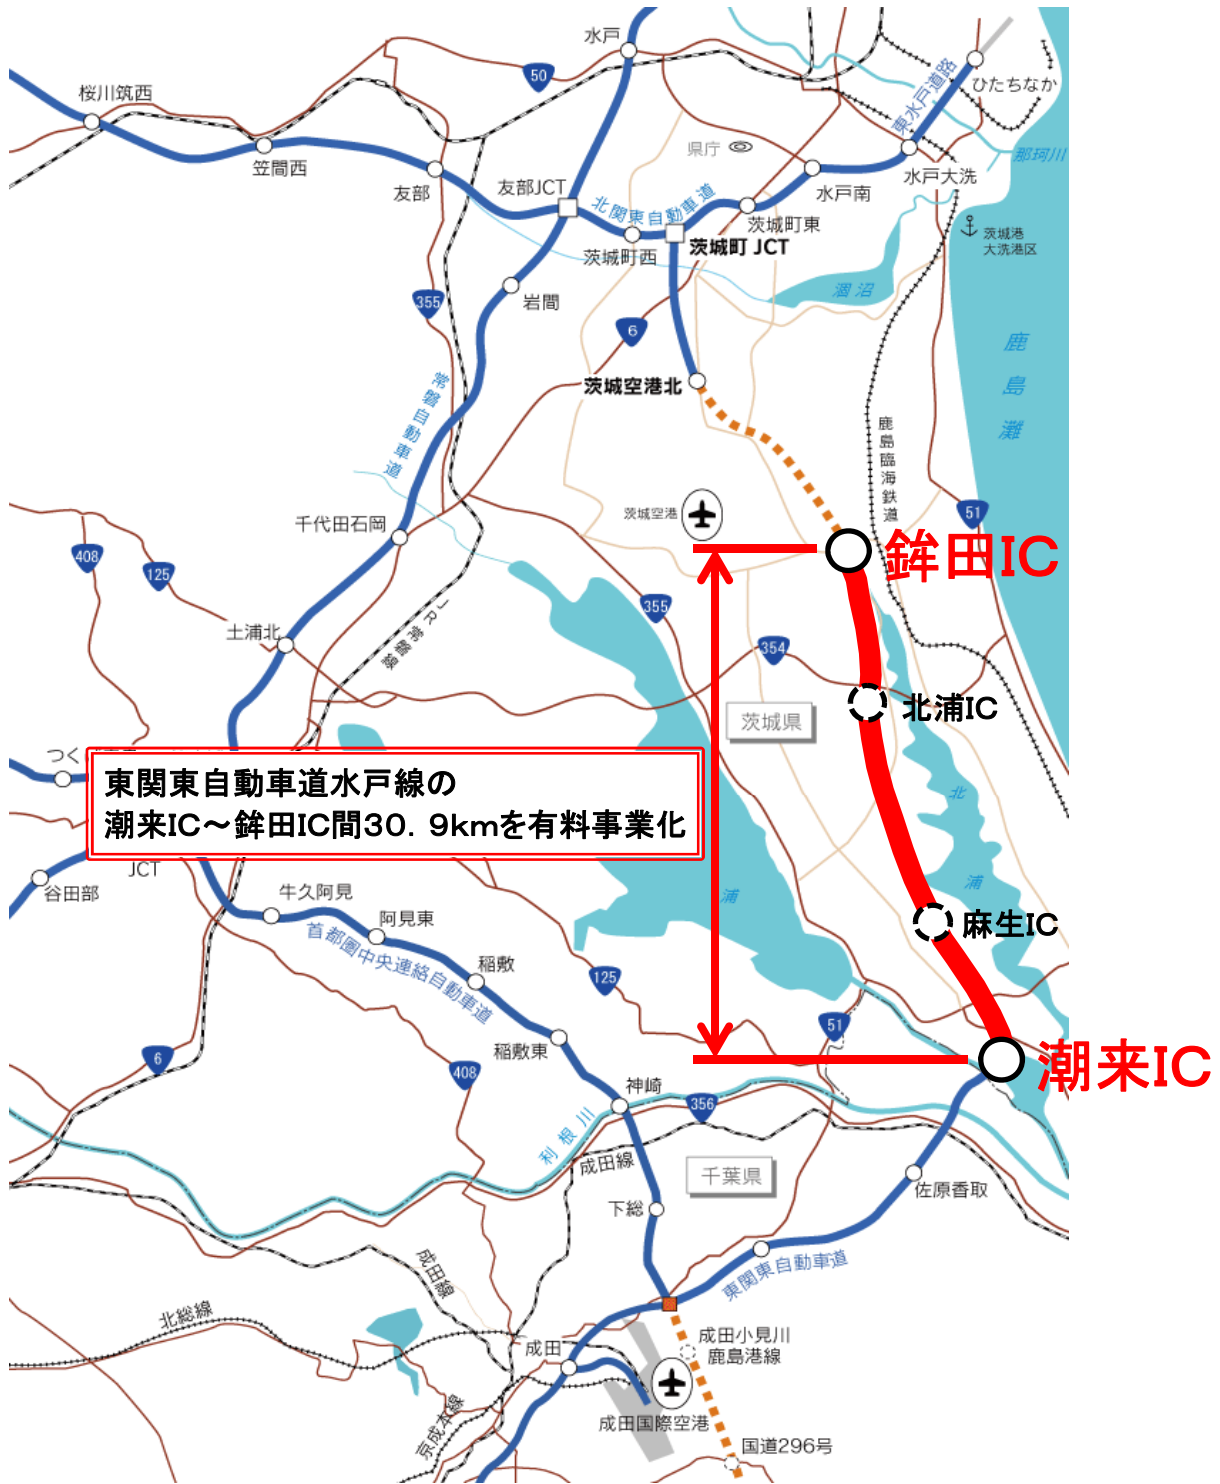 水戸
50
桜川筑西
ひたちなか
東水戸道路
県庁
那珂川
笠間西
友部
友部JCT
北関東自動車道
水戸南
水戸大洗
茨城町東
茨城町西
茨城町 JCT
茨城港
大洗港区
涸沼
岩間
355
6
鹿島灘
茨城空港北
常磐自動車道
鹿島臨海鉄道
茨城空港
51
千代田石岡
鉾田IC
408
125
355
JR常磐線
土浦北
354
北浦IC
茨城県
つく
東関東自動車道水戸線の
潮来IC～鉾田IC間30．9kmを有料事業化
北
JCT
谷田部
浦
浦
牛久阿見
阿見東
麻生IC
首都圏中央連絡自動車道
稲敷
125
51
稲敷東
6
408
潮来IC
神崎
356
利根川
成田線
千葉県
佐原香取
下総
成田線
東関東自動車道
北総線
成田
成田小見川
鹿島港線
成田国際空港
京成本線
国道296号